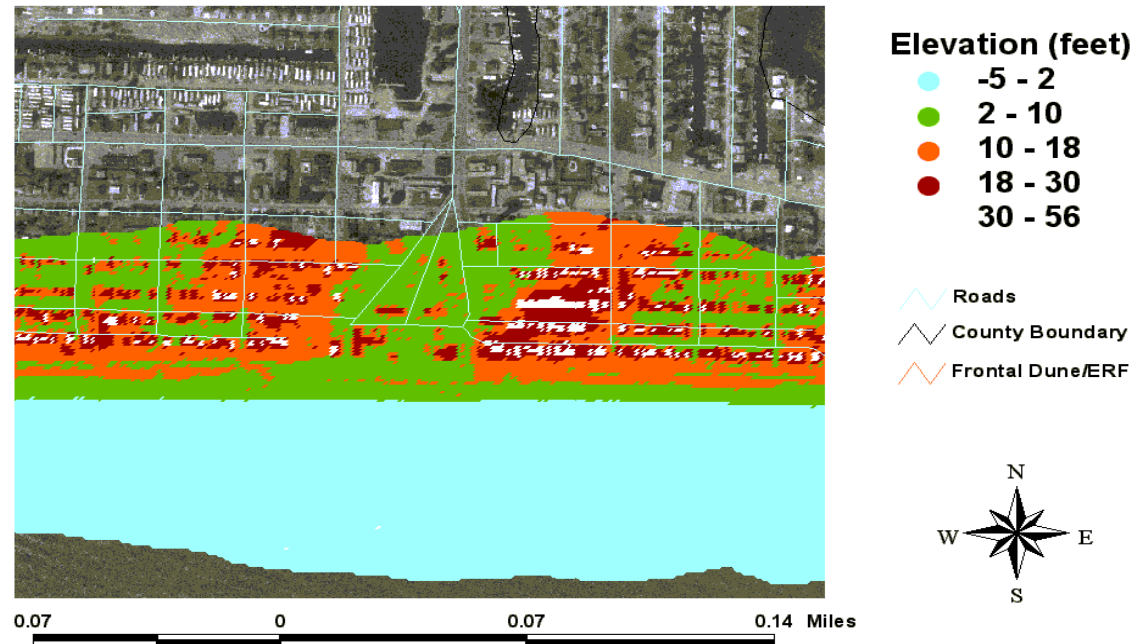 Elevation (feet)
-5 - 2
2 - 10
10 - 18
18 - 30
30 - 56
Roads
County Boundary
Frontal Dune/ERF
N
W E
S
0.07 0 0.07 0.14 Miles